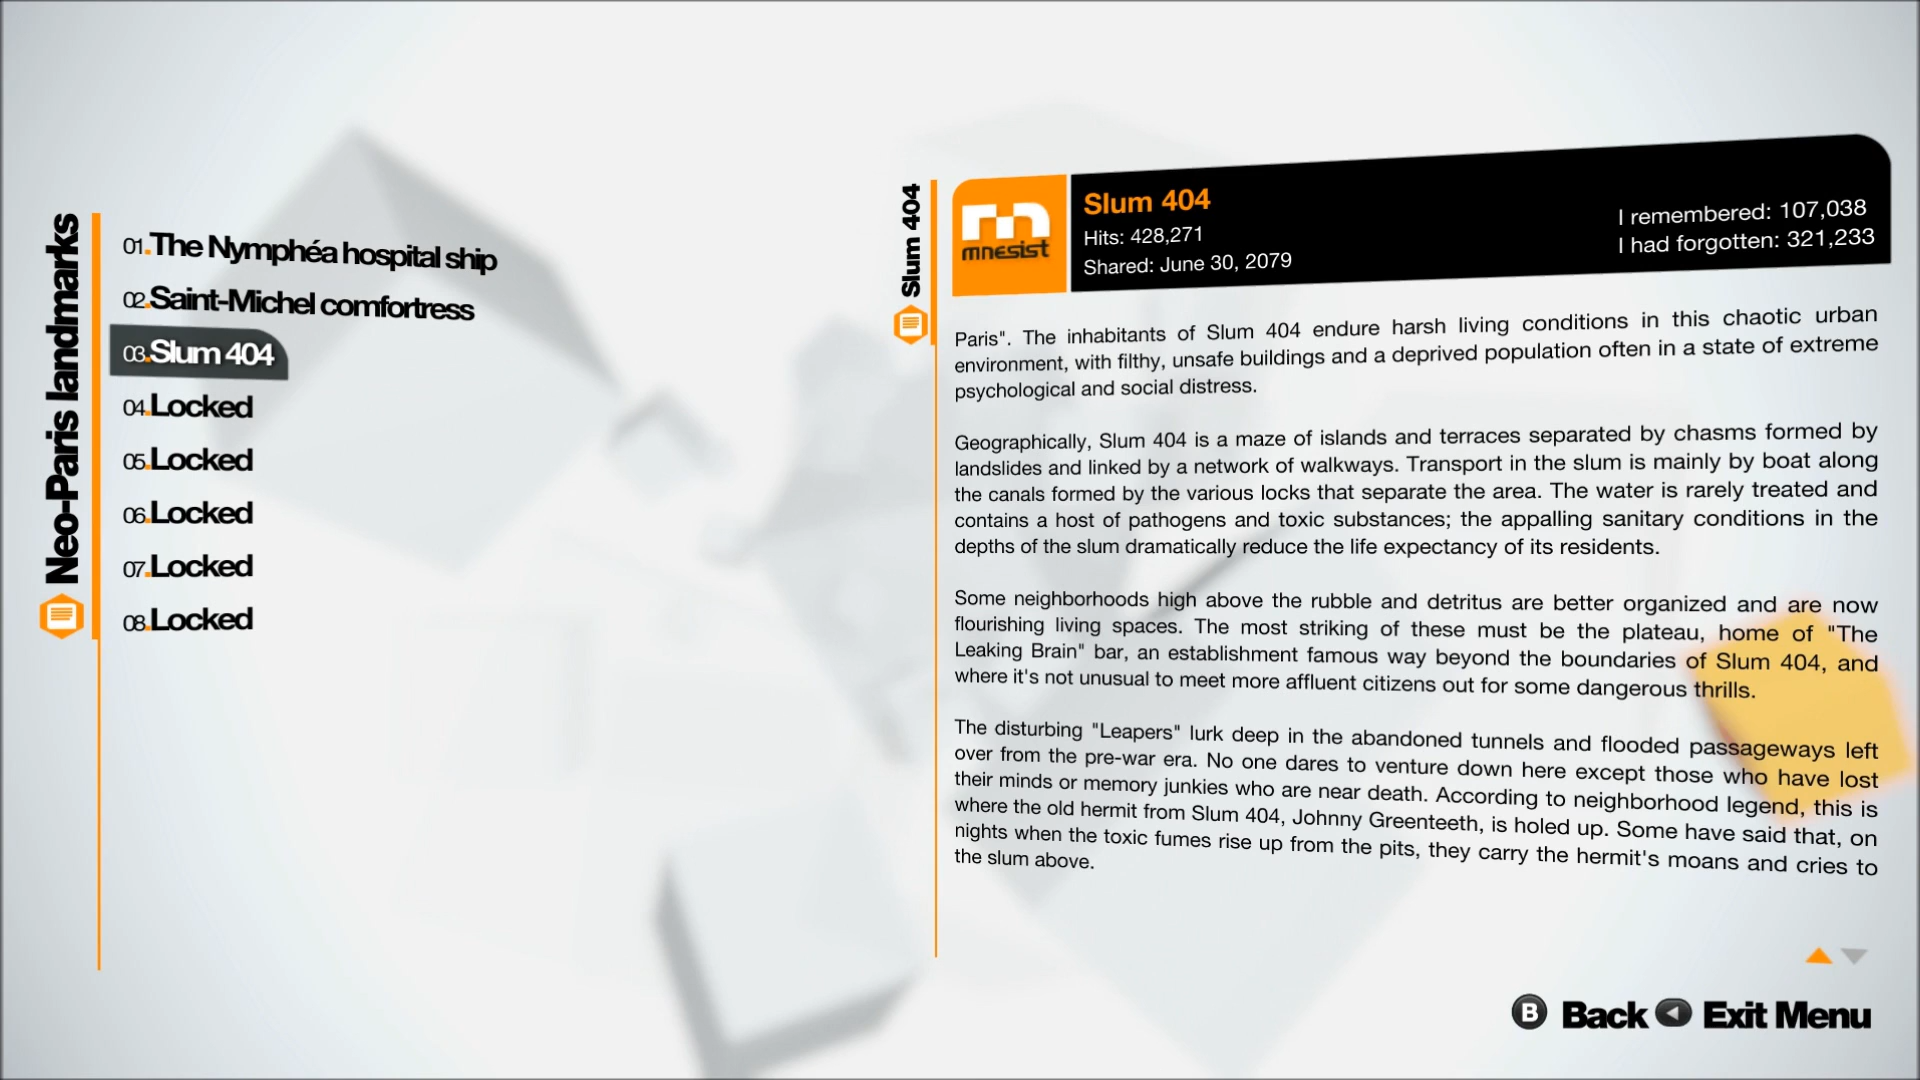 Neo-Paris landmarks
01.The Nymphéa hospital ship
02.Saint-Michel comfortress
03.Slum 404
04.Locked
05.Locked
06.Locked
07.Locked
08.Locked
Slum 404
mnesist
Slum 404
Hits: 428,271
Shared: June 30, 2079
I remembered: 107,038
I had forgotten: 321,233
Paris". The inhabitants of Slum 404 endure harsh living conditions in this chaotic urban
environment, with filthy, unsafe buildings and a deprived population often in a state of extreme
psychological and social distress.
Geographically, Slum 404 is a maze of islands and terraces separated by chasms formed by
landslides and linked by a network of walkways. Transport in the slum is mainly by boat along
the canals formed by the various locks that separate the area. The water is rarely treated and
contains a host of pathogens and toxic substances; the appalling sanitary conditions in the
depths of the slum dramatically reduce the life expectancy of its residents.
Some neighborhoods high above the rubble and detritus are better organized and are now
flourishing living spaces. The most striking of these must be the plateau, home of "The
Leaking Brain" bar, an establishment famous way beyond the boundaries of Slum 404, and
where it's not unusual to meet more affluent citizens out for some dangerous thrills.
The disturbing "Leapers" lurk deep in the abandoned tunnels and flooded passageways left
over from the pre-war era. No one dares to venture down here except those who have lost
their minds or memory junkies who are near death. According to neighborhood legend, this is
where the old hermit from Slum 404, Johnny Greenteeth, is holed up. Some have said that, on
nights when the toxic fumes rise up from the pits, they carry the hermit's moans and cries to
the slum above.
B Back Exit Menu